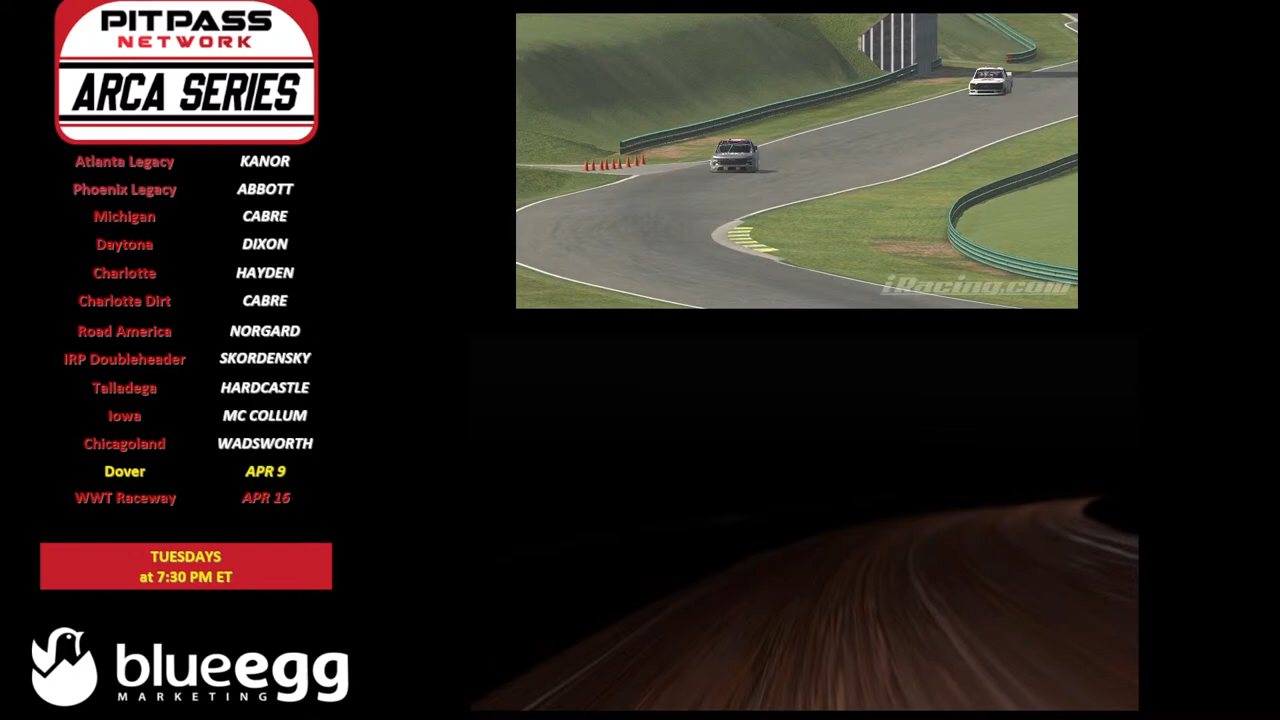 PITPASS
NETWORK
ARCA SERIES
Atlanta Legacy KANOR
Phoenix Legacy ABBOTT
Michigan CABRE
Daytona DIXON
Charlotte HAYDEN
Charlotte Dirt CABRE
Road America NORGARD
IRP Doubleheader SKORDENSKY
Talladega HARDCASTLE
Iowa MC COLLUM
Chicagoland WADSWORTH
Dover APR 9
WWT Raceway APR 16
TUESDAYS
at 7:30 PM ET
blueegg
MARKETING
iRacing.com